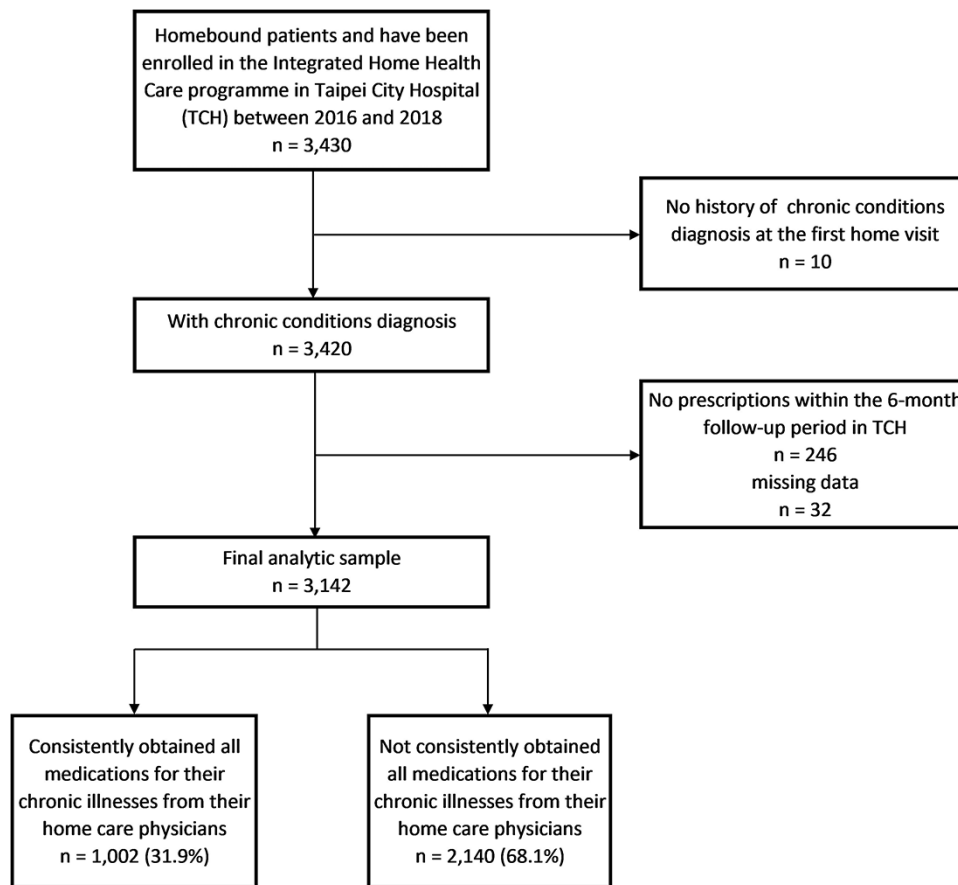 Homebound patients and have been
enrolled in the Integrated Home Health
Care programme in Taipei City Hospital
(TCH) between 2016 and 2018
n = 3,430
No history of chronic conditions
diagnosis at the first home visit
n = 10
With chronic conditions diagnosis
n = 3,420
No prescriptions within the 6-month
follow-up period in TCH
n = 246
missing data
n = 32
Final analytic sample
n = 3,142
Consistently obtained all
medications for their
chronic illnesses from their
home care physicians
n = 1,002 (31.9%)
Not consistently obtained
all medications for their
chronic illnesses from their
home care physicians
n = 2,140 (68.1%)